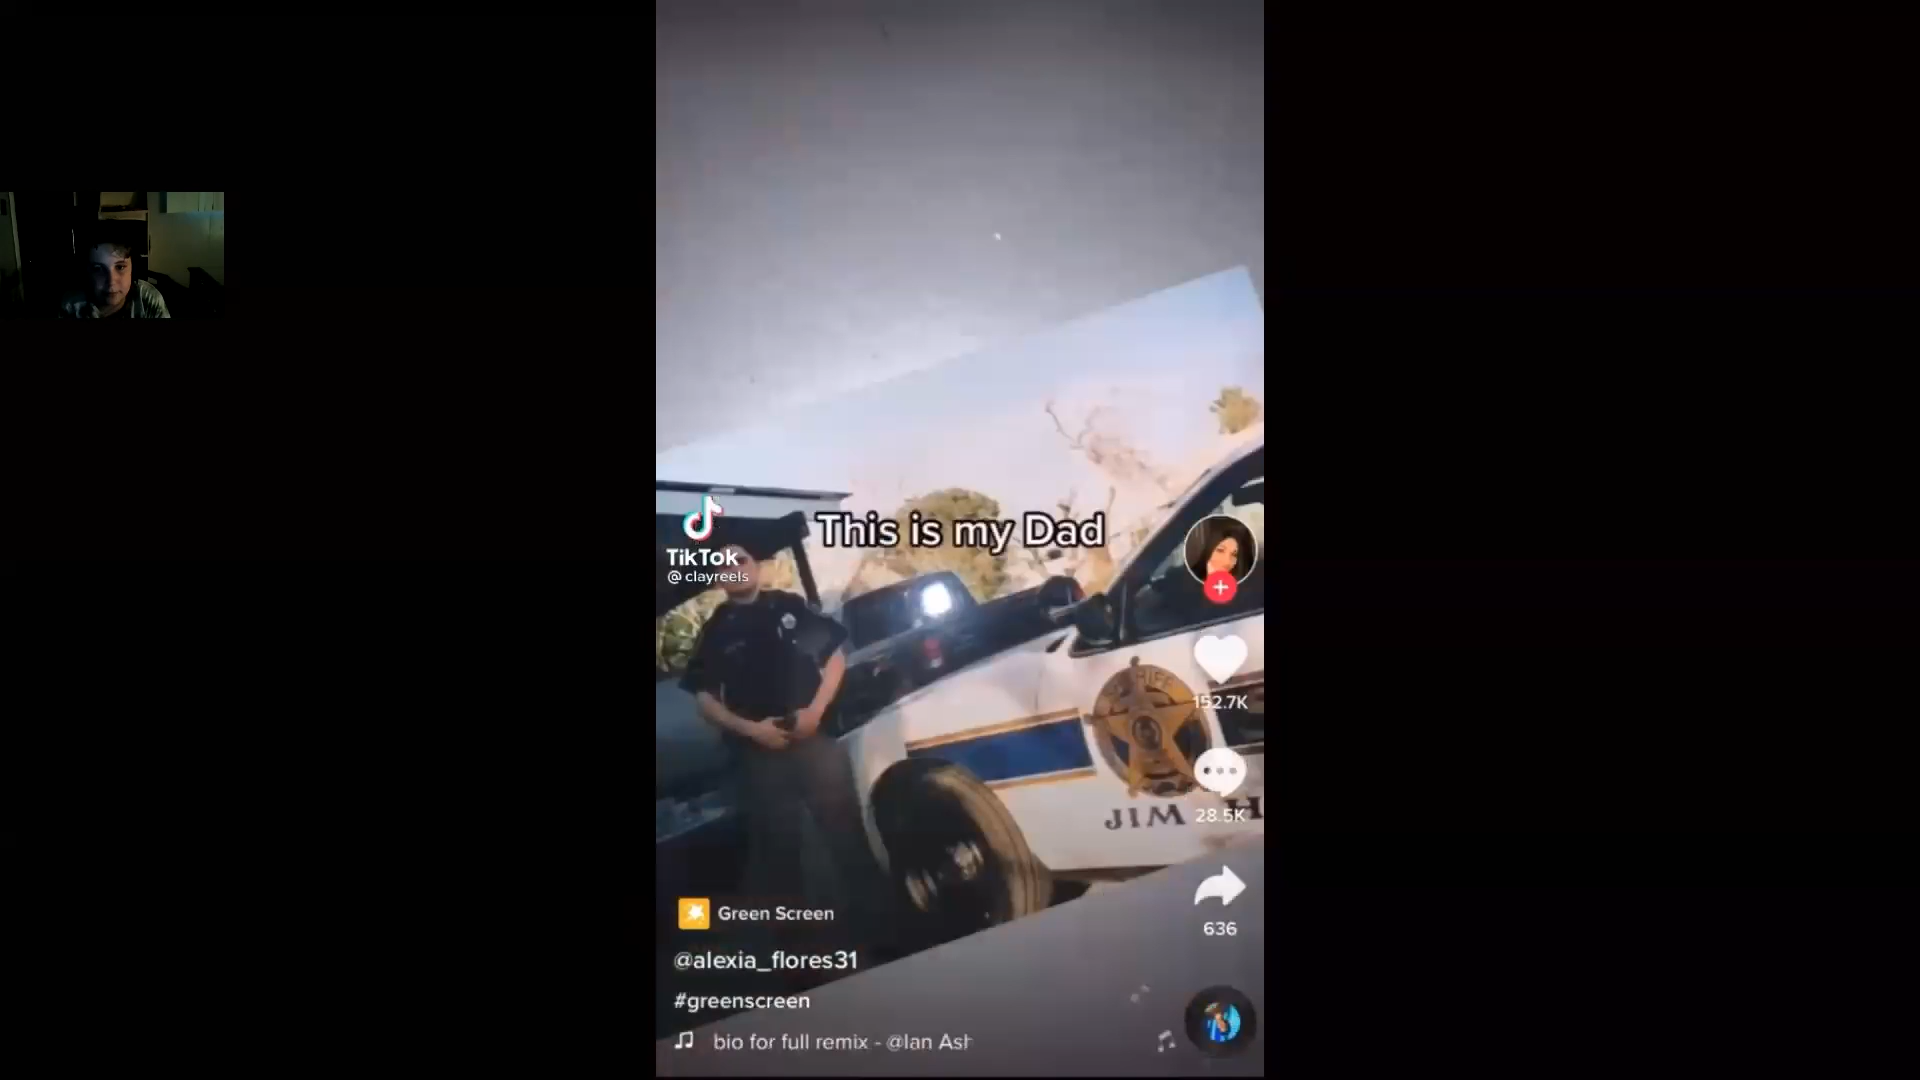 This is my Dad
TikTok
@clayreels
SHERIFF
152.7K
JIM H
28.5K
636
Green Screen
@alexia_flores31
#greenscreen
bio for full remix - @Ian Ash